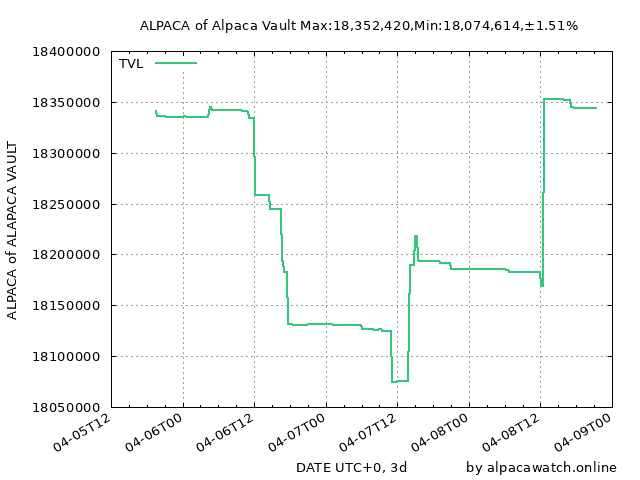 ALPACA of Alpaca Vault Max:18,352,420,Min:18,074,614,±1.51%
TVL
ALPACA of ALAPACA VAULT
18400000
18350000
18300000
18250000
18200000
18150000
18100000
18050000
04-05T12
04-06T00
04-06T12
04-07T00
04-07T12
04-08T00
04-08T12
04-09T00
DATE UTC+0, 3d
by alpacawatch.online